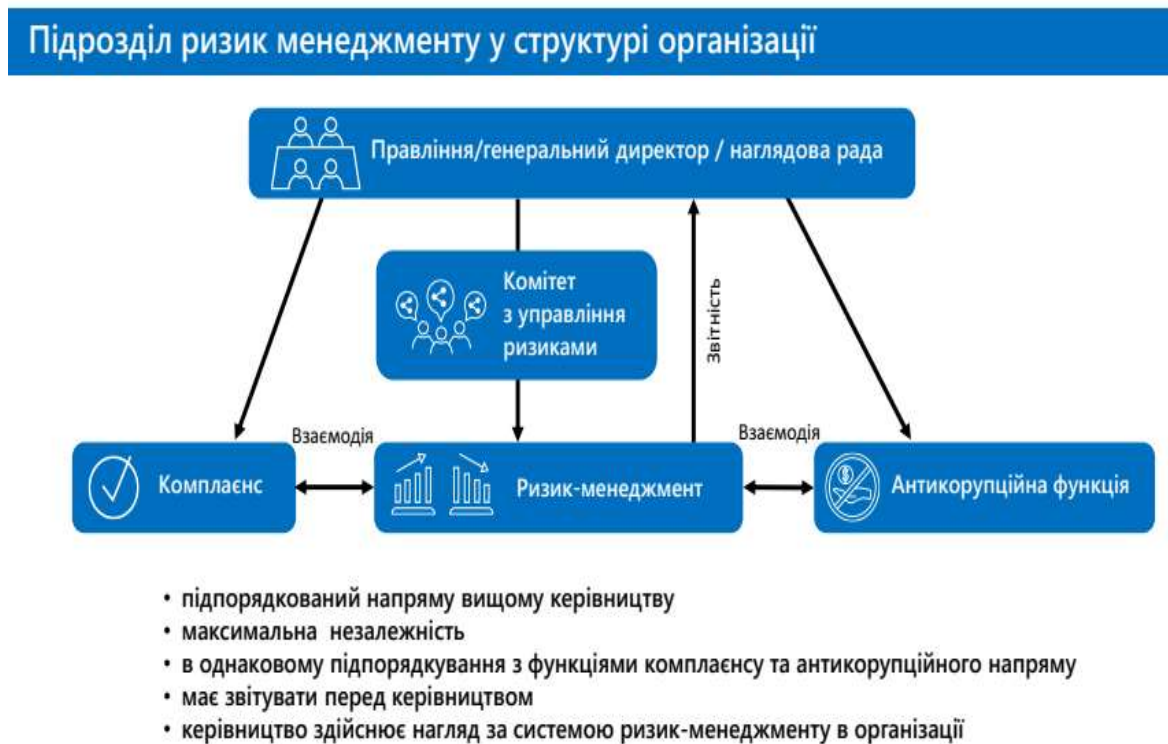 Підрозділ ризик менеджменту у структурі організації
Правління/генеральний директор / наглядова рада
Комітет
з управління
ризиками
Звітність
Взаємодія
Взаємодія
Комплаєнс
Ризик-менеджмент
Антикорупційна функція
• підпорядкований напряму вищому керівництву
• максимальна незалежність
• в однаковому підпорядкування з функціями комплаєнсу та антикорупційного напряму
• має звітувати перед керівництвом
• керівництво здійснює нагляд за системою ризик-менеджменту в організації